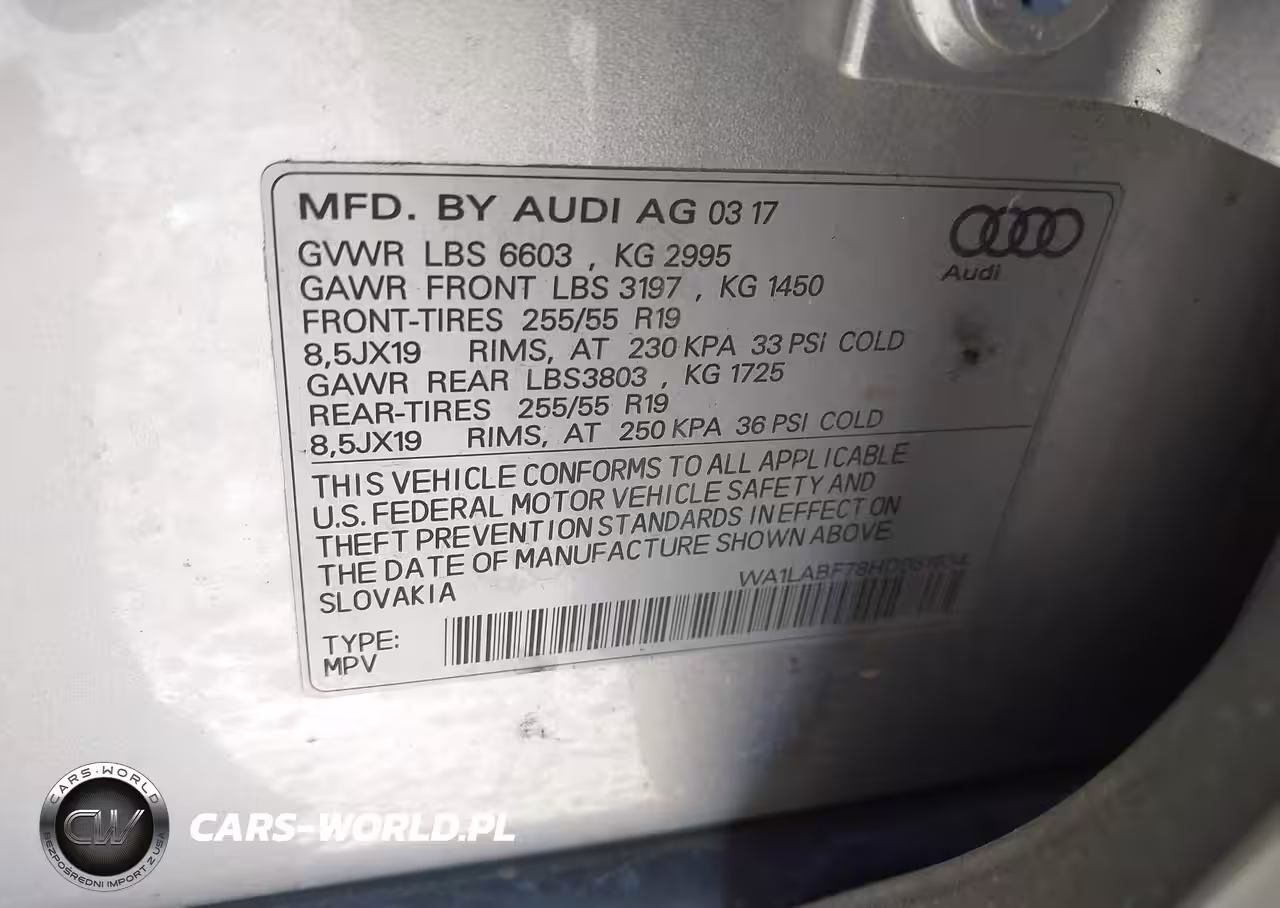 MFD. BY AUDI AG 03 17
GVWR LBS 6603 , KG 2995
GAWR FRONT LBS 3197 , KG 1450
FRONT-TIRES 255/55 R19
8,5JX19 RIMS, AT 230 KPA 33 PSI COLD
GAWR REAR LBS3803 , KG 1725
REAR-TIRES 255/55 R19
8,5JX19 RIMS, AT 250 KPA 36 PSI COLD
Audi
THIS VEHICLE CONFORMS TO ALL APPLICABLE
U.S. FEDERAL MOTOR VEHICLE SAFETY AND
THEFT PREVENTION STANDARDS IN EFFECT ON
THE DATE OF MANUFACTURE SHOWN ABOVE
SLOVAKIA
TYPE:
MPV
CARS-WORLD
CW
BEZPOŚREDNI IMPORT Z USA
CARS-WORLD.PL